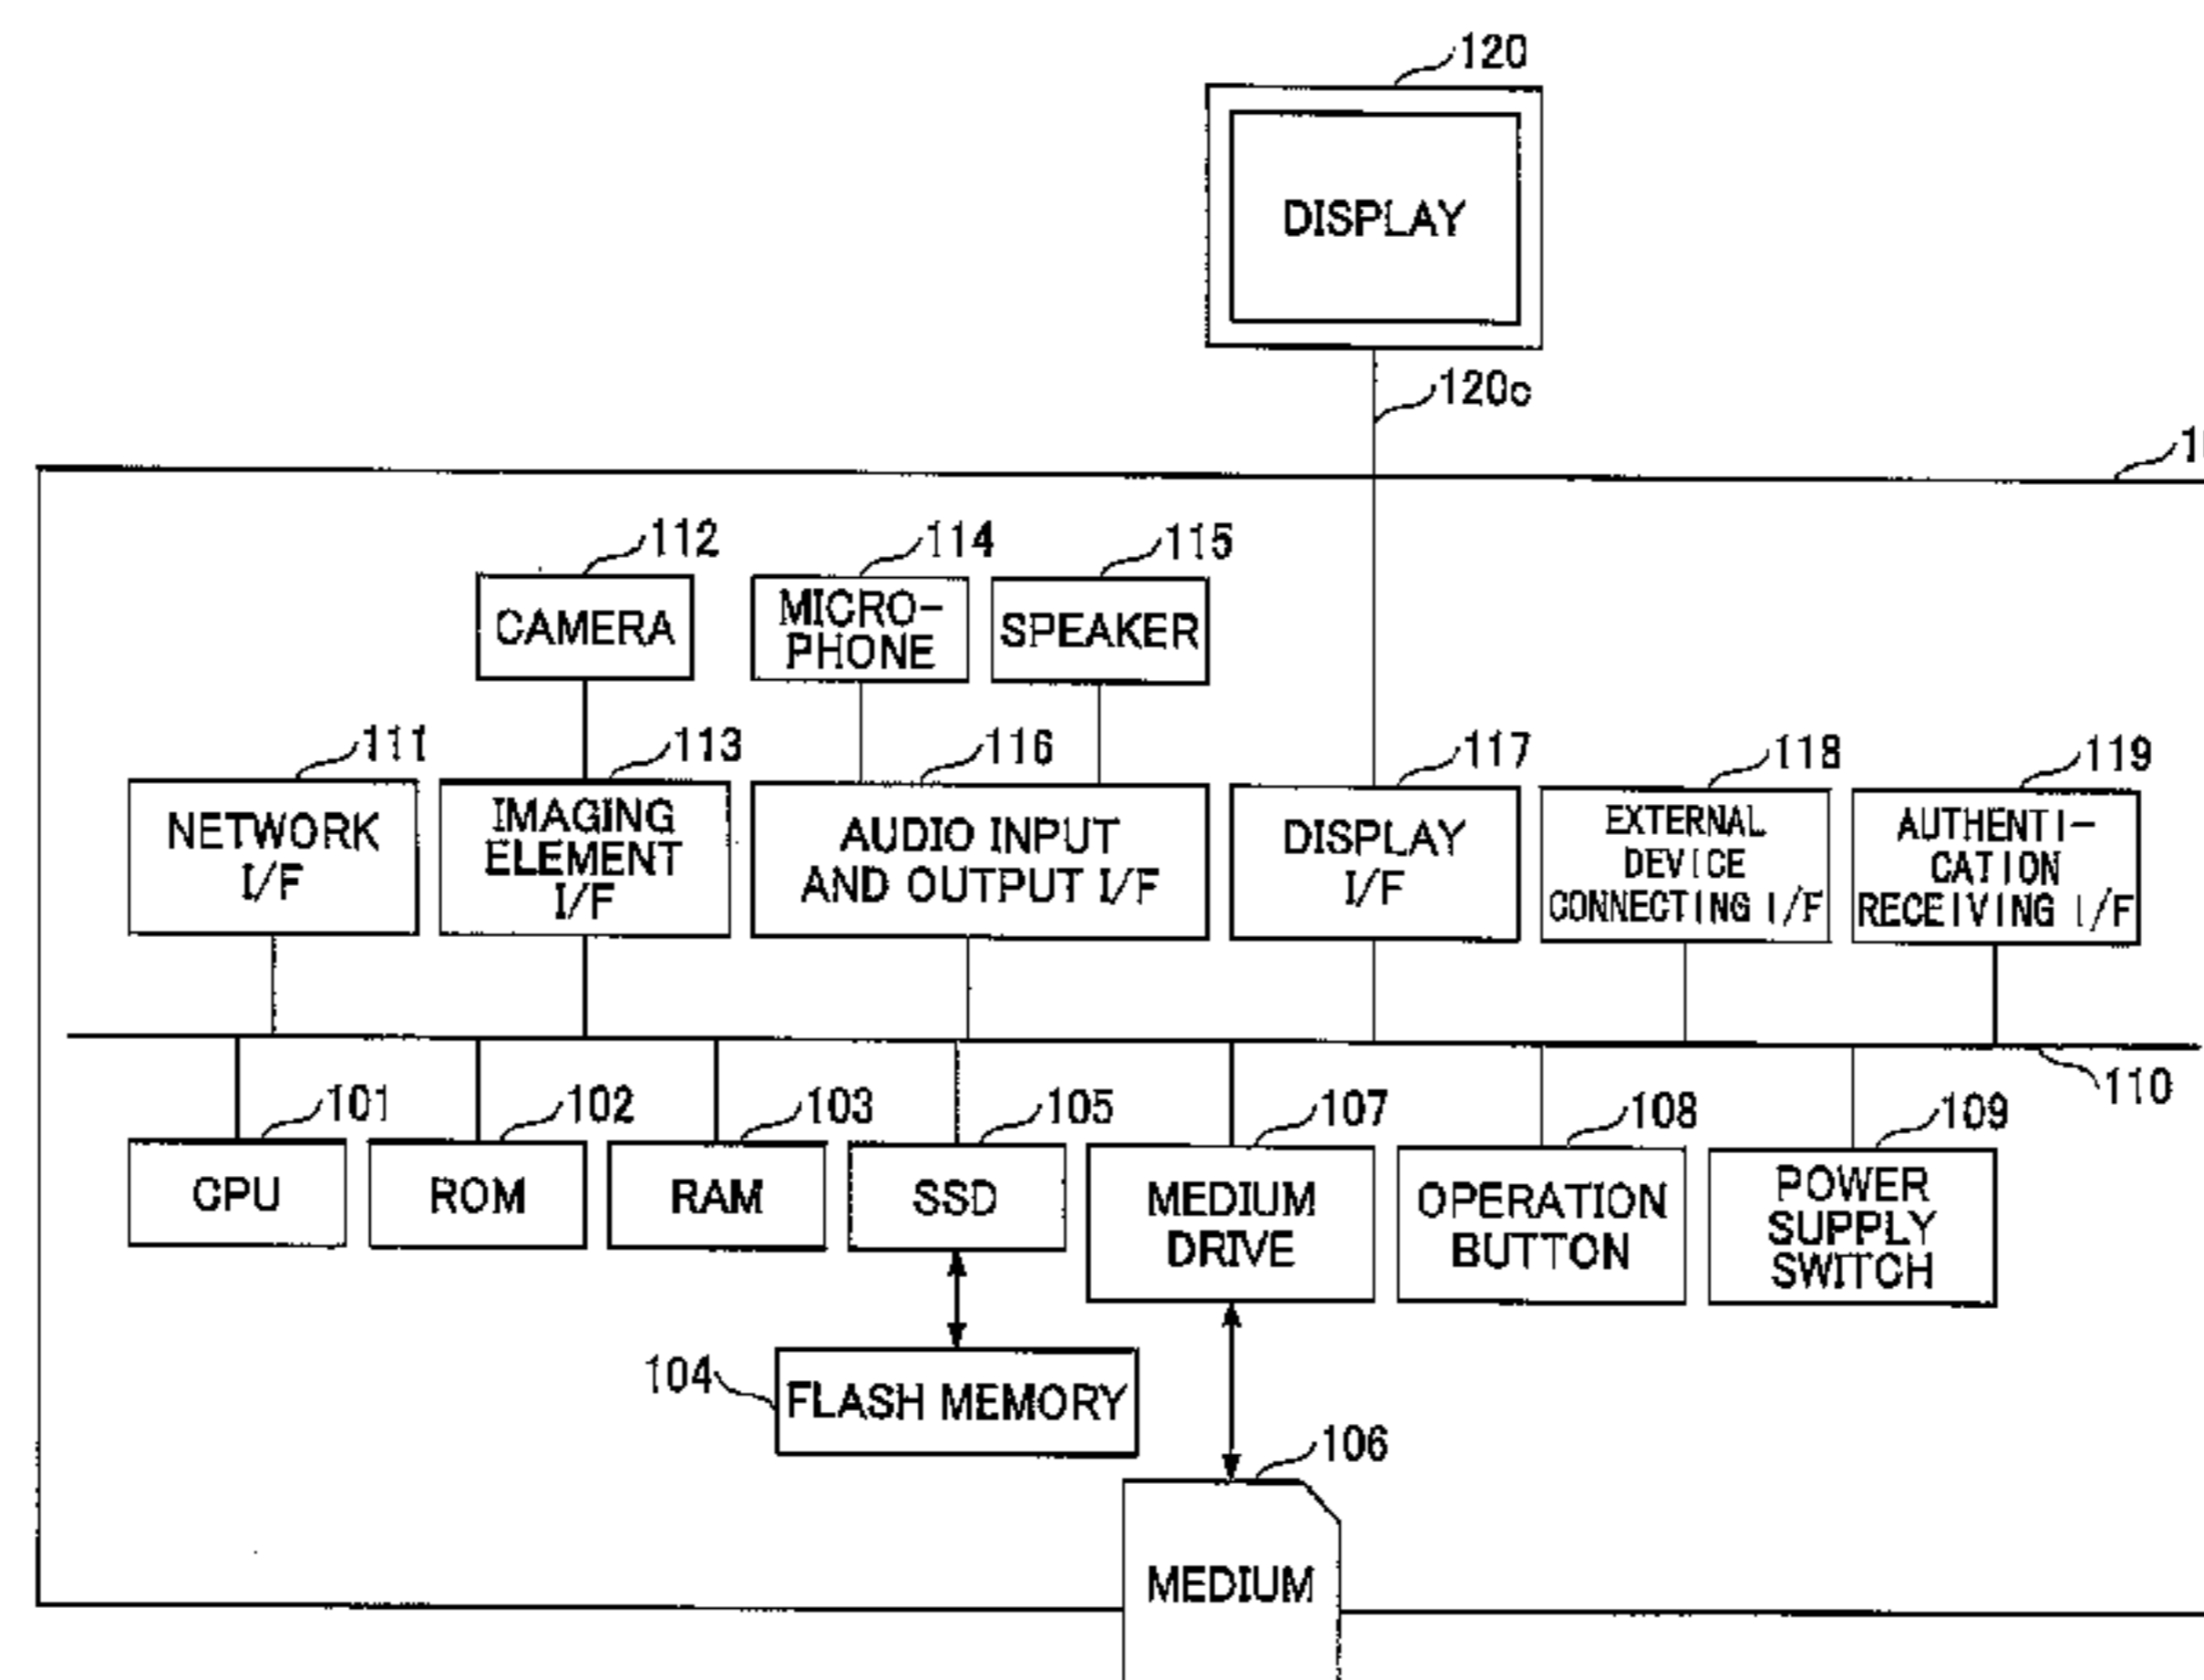 120
DISPLAY
120c
112
114
115
CAMERA
MICRO-
PHONE
SPEAKER
111
113
116
117
118
119
NETWORK
I/F
IMAGING
ELEMENT
I/F
AUDIO INPUT
AND OUTPUT I/F
DISPLAY
I/F
EXTERNAL
DEVICE
CONNECTING I/F
AUTHENTI-
CATION
RECEIVING I/F
110
101
102
103
105
107
108
109
CPU
ROM
RAM
SSD
MEDIUM
DRIVE
OPERATION
BUTTON
POWER
SUPPLY
SWITCH
104
FLASH MEMORY
106
MEDIUM